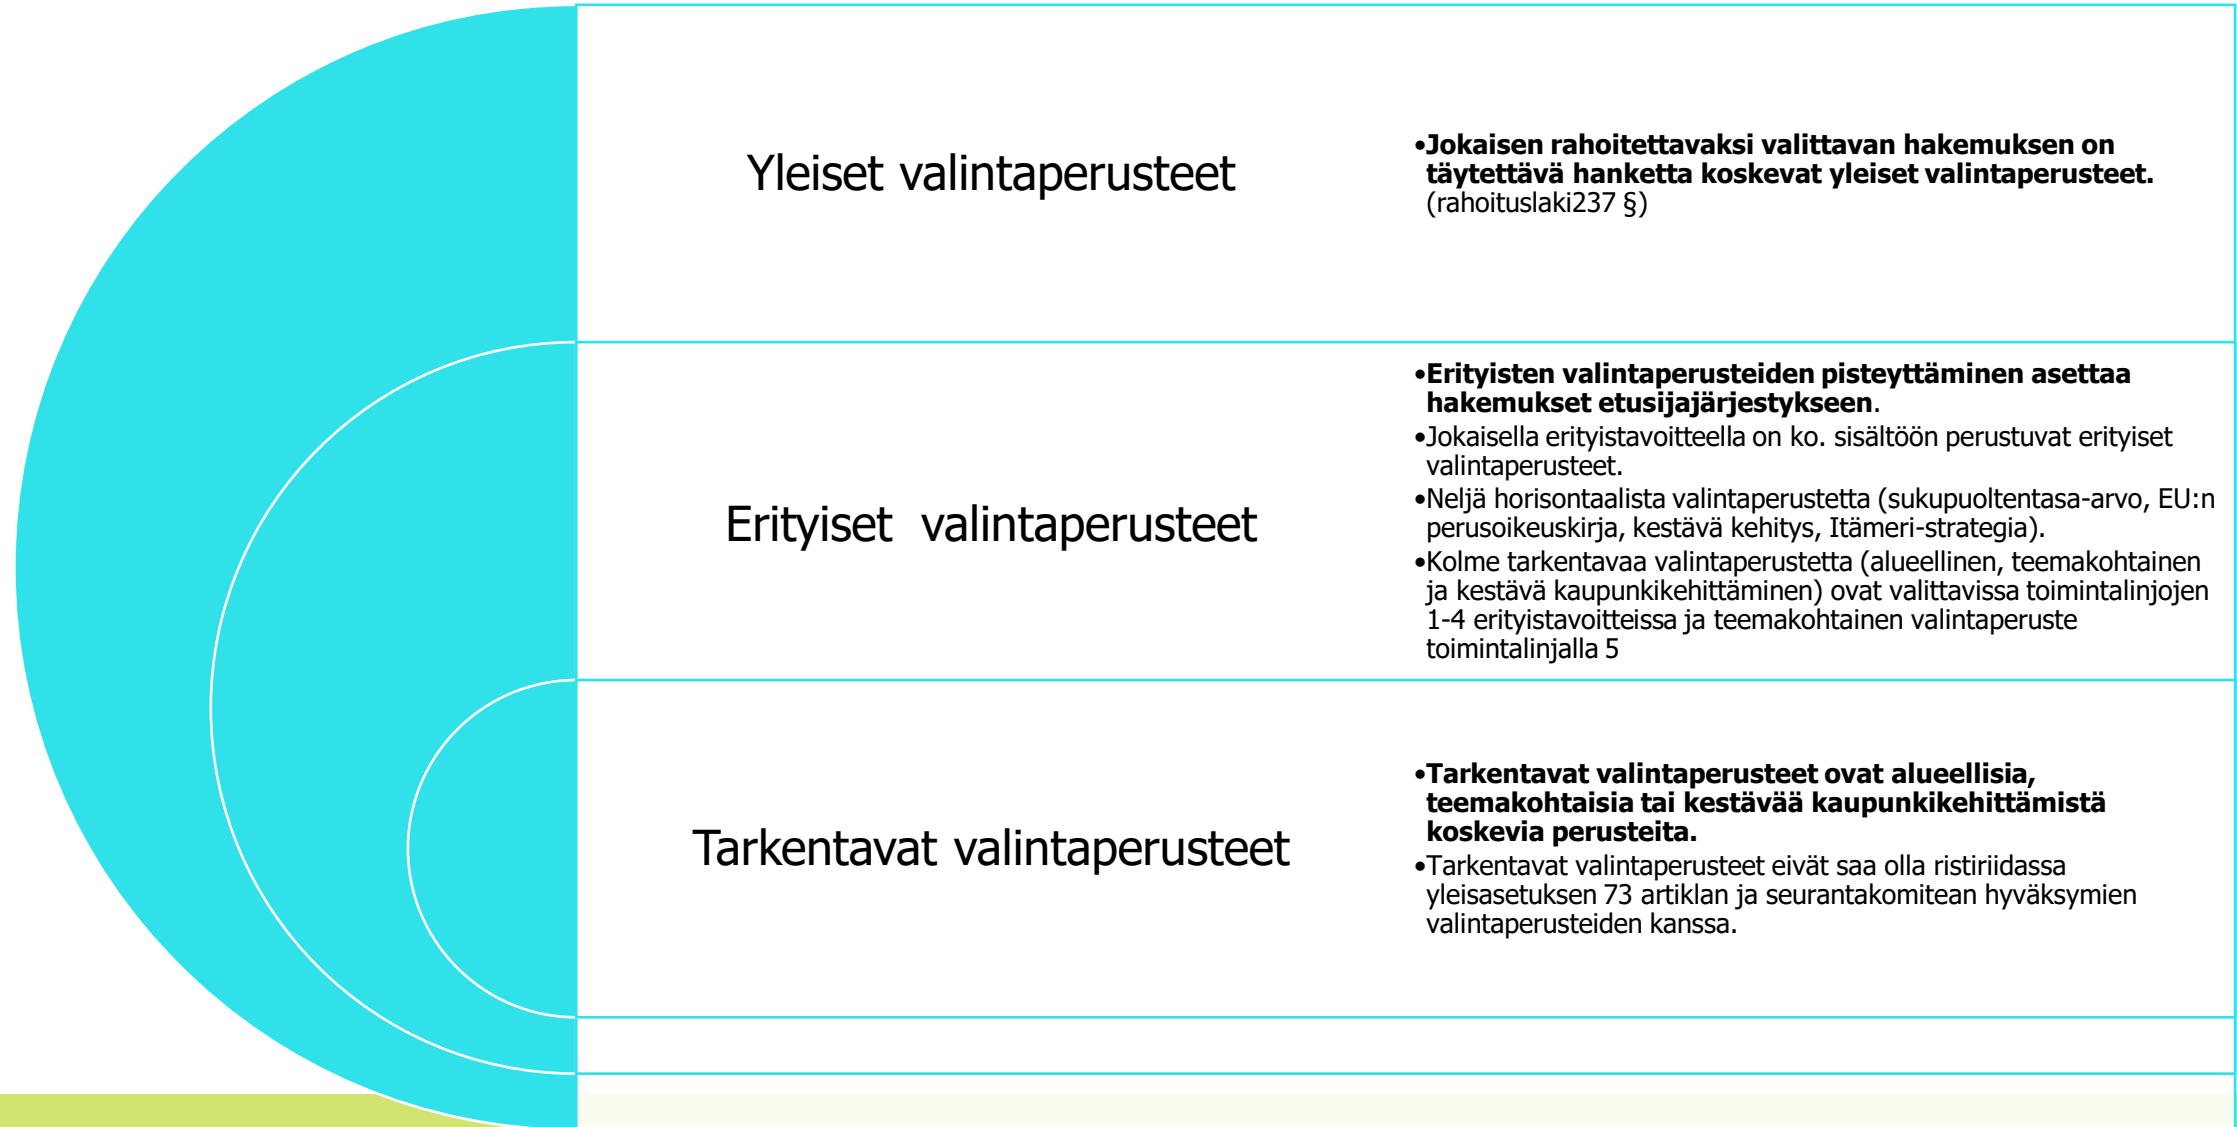 Yleiset valintaperusteet
•Jokaisen rahoitettavaksi valittavan hakemuksen on
täytettävä hanketta koskevat yleiset valintaperusteet.
(rahoituslaki237 §)
Erityiset valintaperusteet
•Erityisten valintaperusteiden pisteyttäminen asettaa
hakemukset etusijajärjestykseen.
•Jokaisella erityistavoitteella on ko. sisältöön perustuvat erityiset
valintaperusteet.
•Neljä horisontaalista valintaperustetta (sukupuoltentasa-arvo, EU:n
perusoikeuskirja, kestävä kehitys, Itämeri-strategia).
•Kolme tarkentavaa valintaperustetta (alueellinen, teemakohtainen
ja kestävä kaupunkikehittäminen) ovat valittavissa toimintalinjojen
1-4 erityistavoitteissa ja teemakohtainen valintaperuste
toimintalinjalla 5
Tarkentavat valintaperusteet
•Tarkentavat valintaperusteet ovat alueellisia,
teemakohtaisia tai kestävää kaupunkikehittämistä
koskevia perusteita.
•Tarkentavat valintaperusteet eivät saa olla ristiriidassa
yleisasetuksen 73 artiklan ja seurantakomitean hyväksymien
valintaperusteiden kanssa.